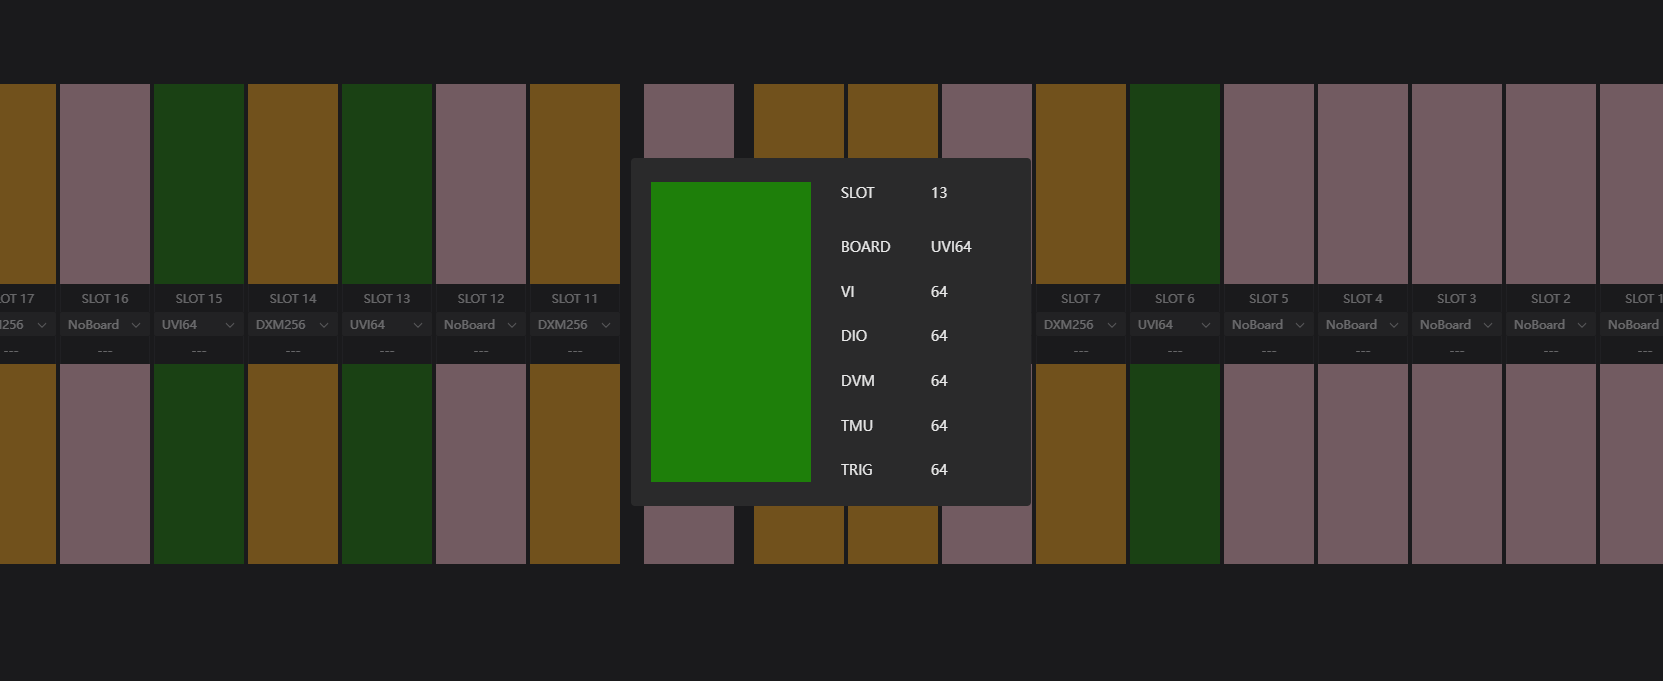 SLOT 13
BOARD UVI64
VI 64
DIO 64
DVM 64
TMU 64
TRIG 64
OT 17 SLOT 16 SLOT 15 SLOT 14 SLOT 13 SLOT 12 SLOT 11 SLOT 7 SLOT 6 SLOT 5 SLOT 4 SLOT 3 SLOT 2 SLOT 1
256 NoBoard UVI64 DXM256 UVI64 NoBoard DXM256 DXM256 UVI64 NoBoard NoBoard NoBoard NoBoard NoBoard
--- --- --- --- --- --- --- --- --- --- --- --- --- ---